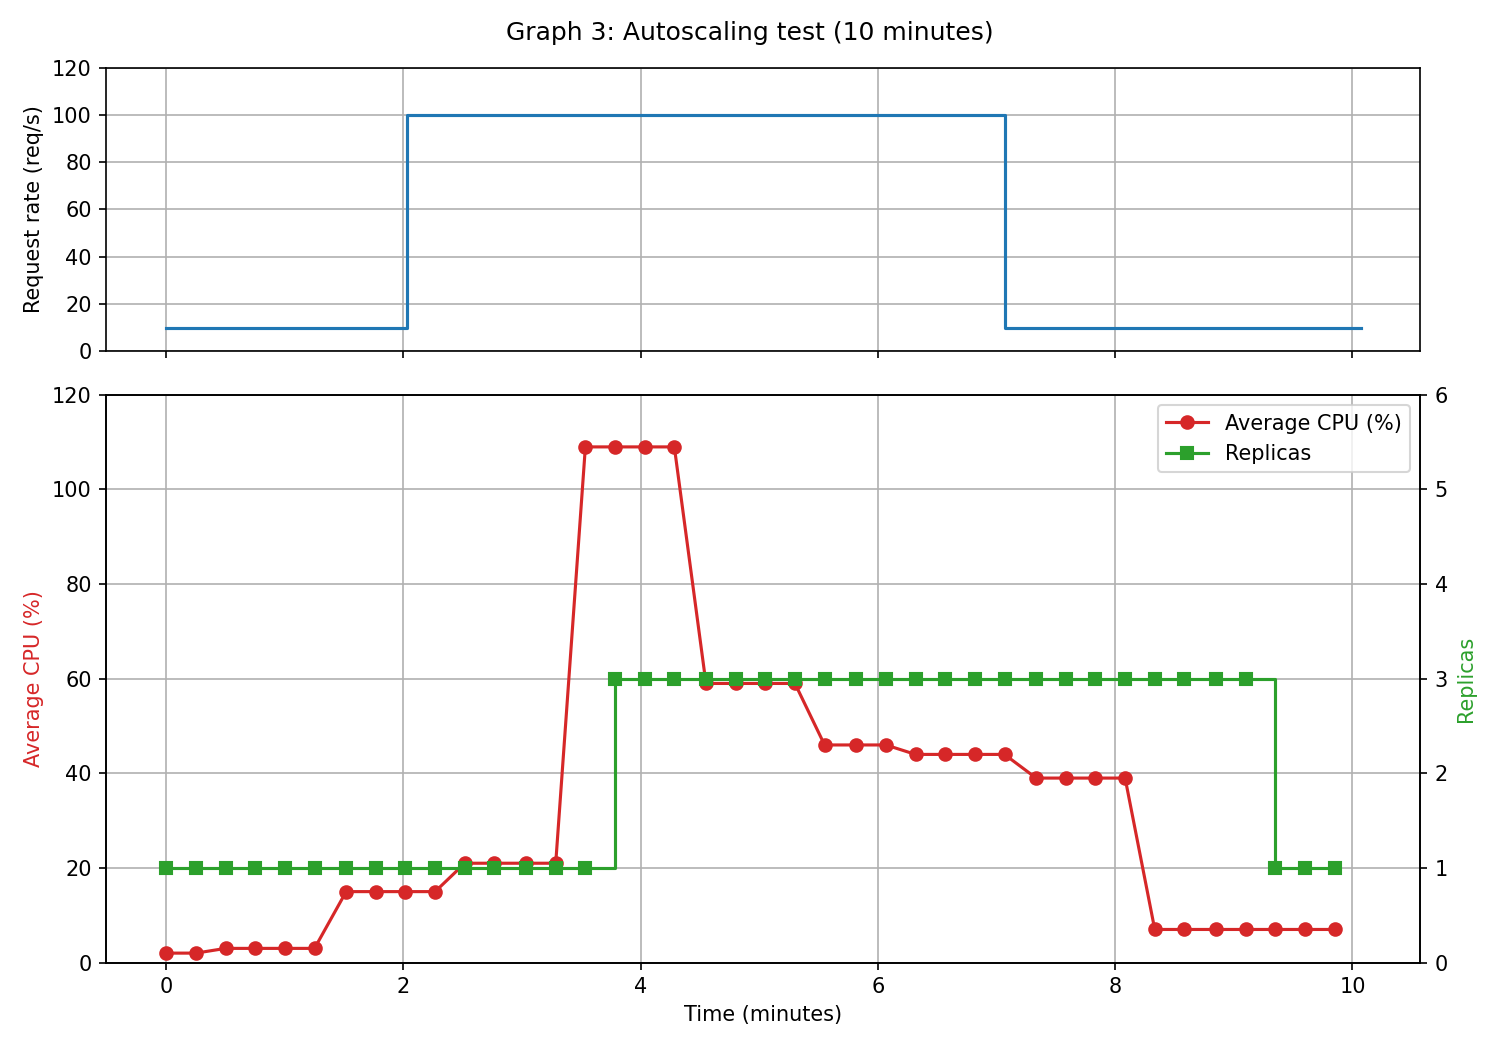 Graph 3: Autoscaling test (10 minutes)
Request rate (req/s)
120
100
80
60
40
20
0
Average CPU (%)
120
100
80
60
40
20
0
Average CPU (%)
Replicas
6
5
4
3
2
1
0
Replicas
0 2 4 6 8 10
Time (minutes)